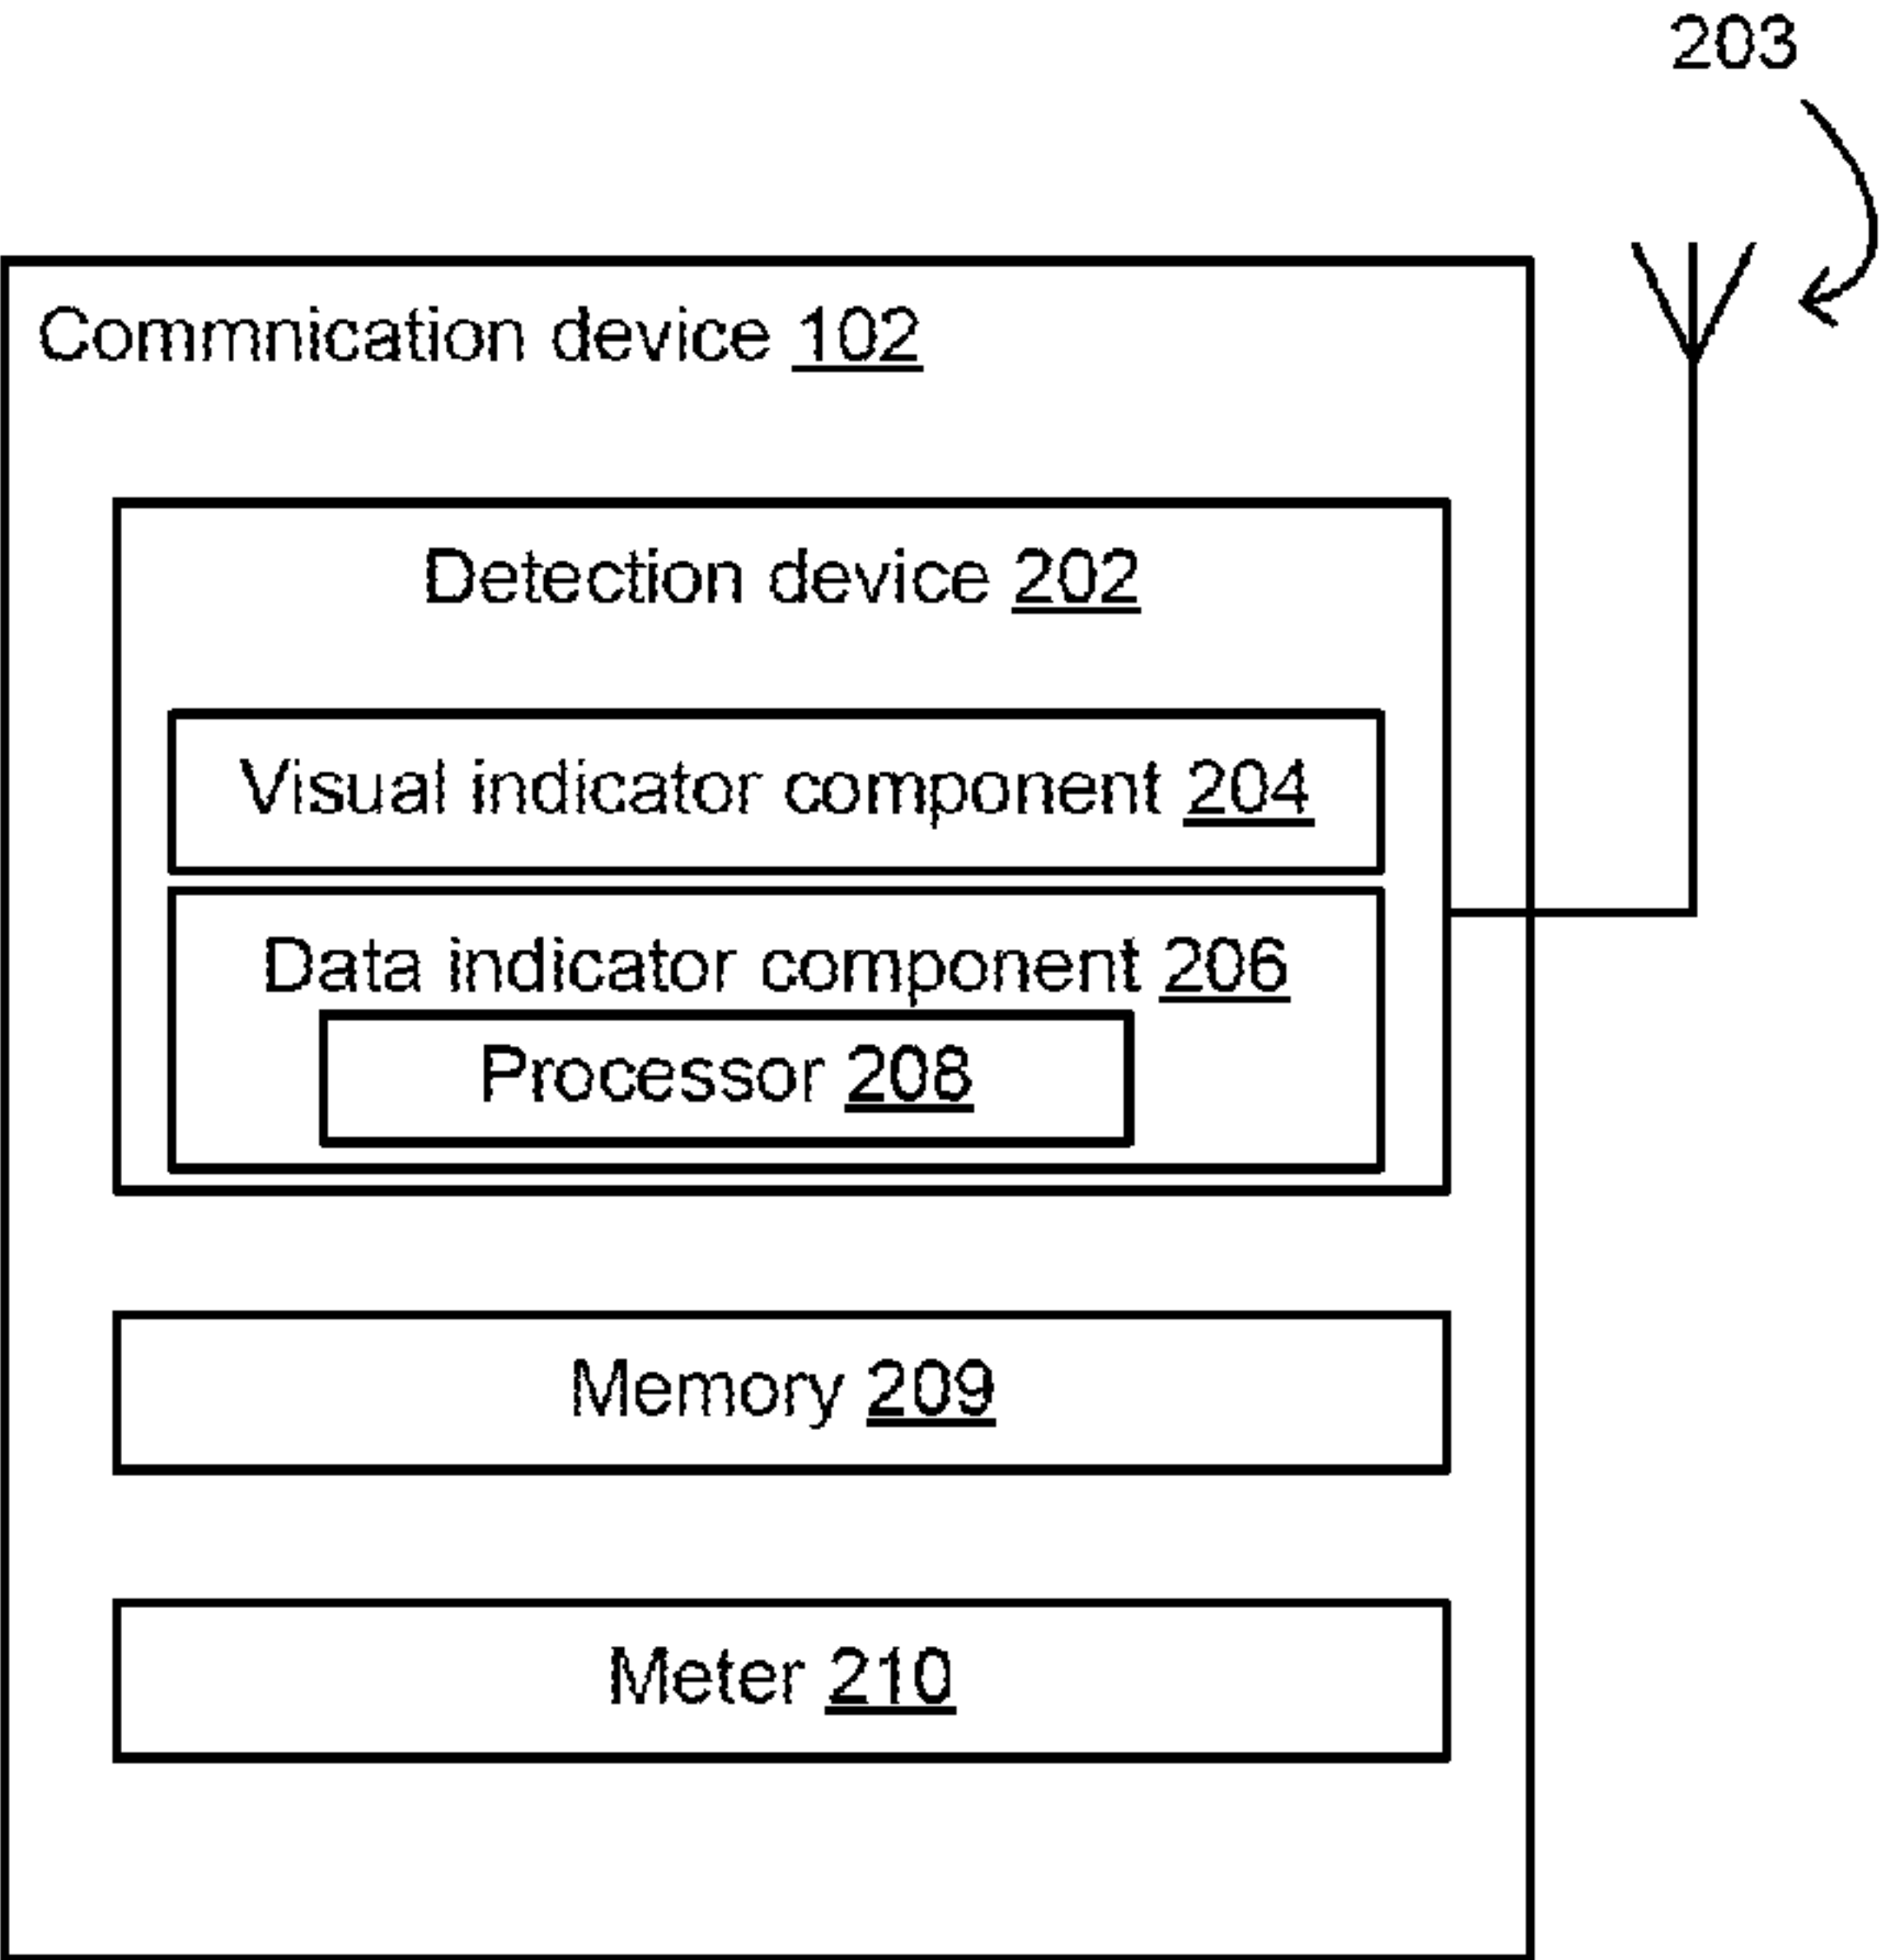 203
Commnication device 102
Detection device 202
Visual indicator component 204
Data indicator component 206
Processor 208
Memory 209
Meter 210